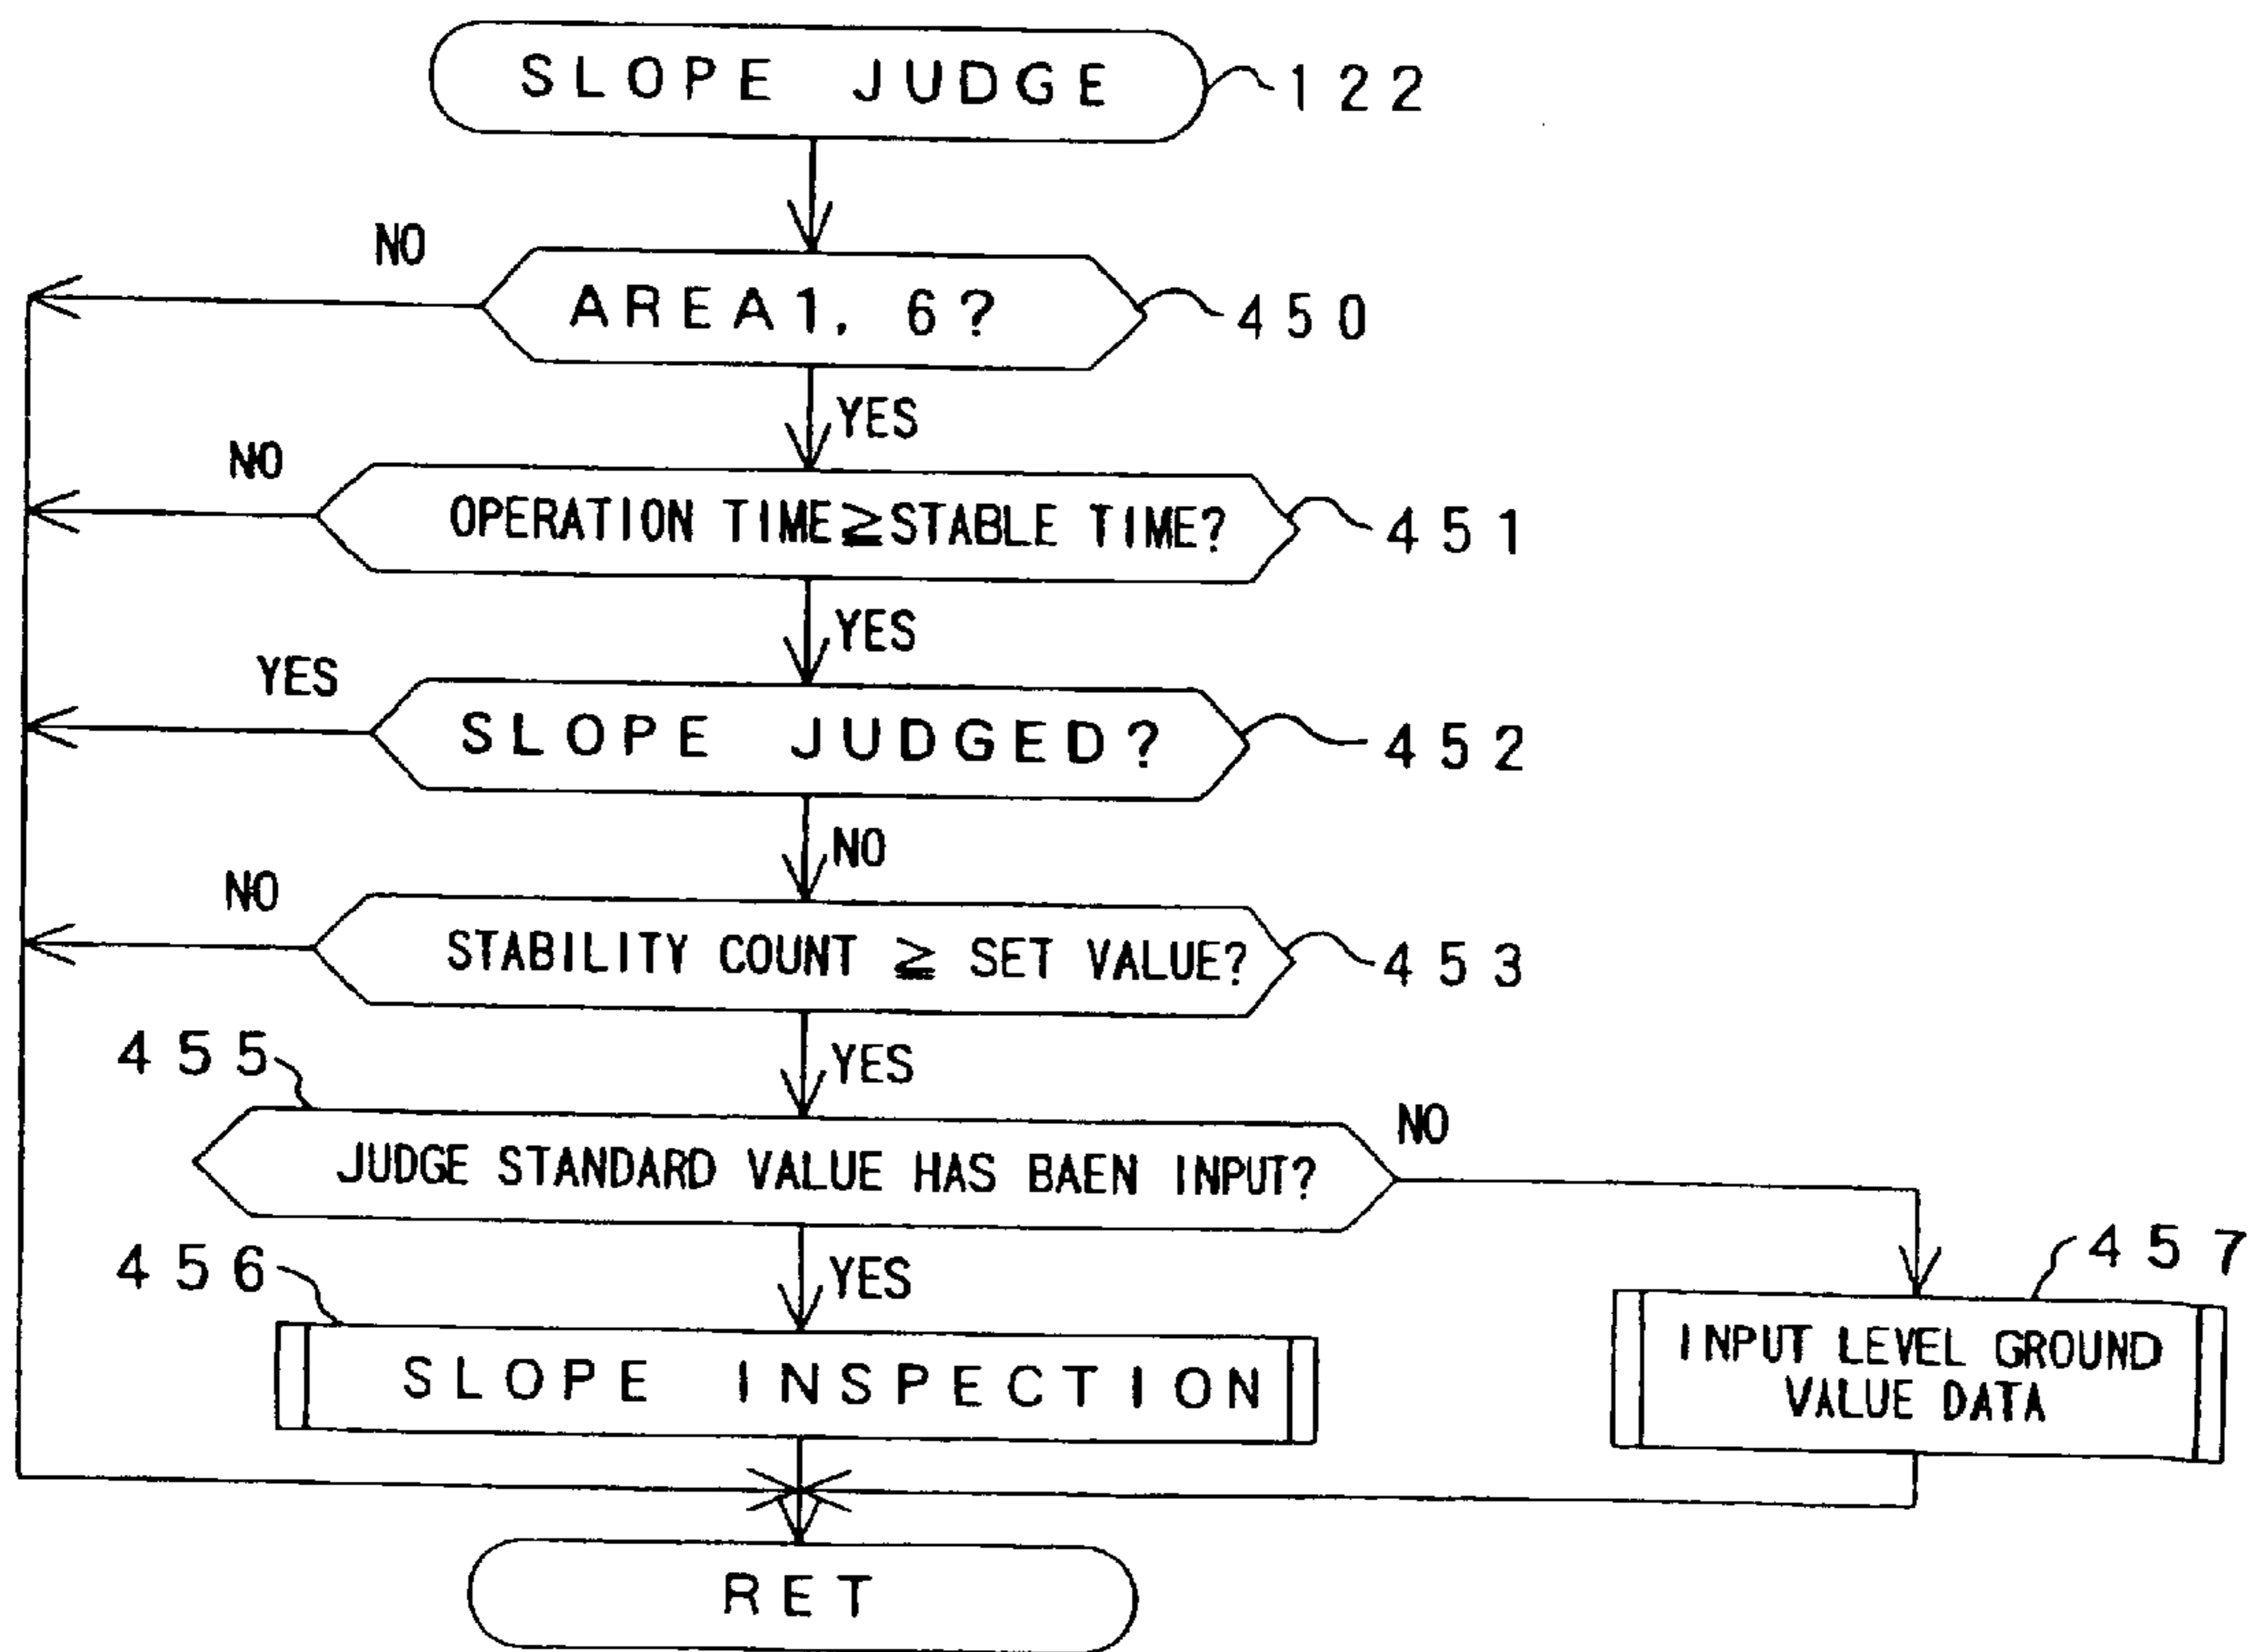 SLOPE JUDGE
122
NO
AREA1, 6?
450
YES
NO
OPERATION TIME≧STABLE TIME?
451
YES
YES
SLOPE JUDGED?
452
NO
NO
STABILITY COUNT ≧ SET VALUE?
453
YES
455
NO
JUDGE STANDARD VALUE HAS BAEN INPUT?
456
YES
457
SLOPE INSPECTION
INPUT LEVEL GROUND
VALUE DATA
RET